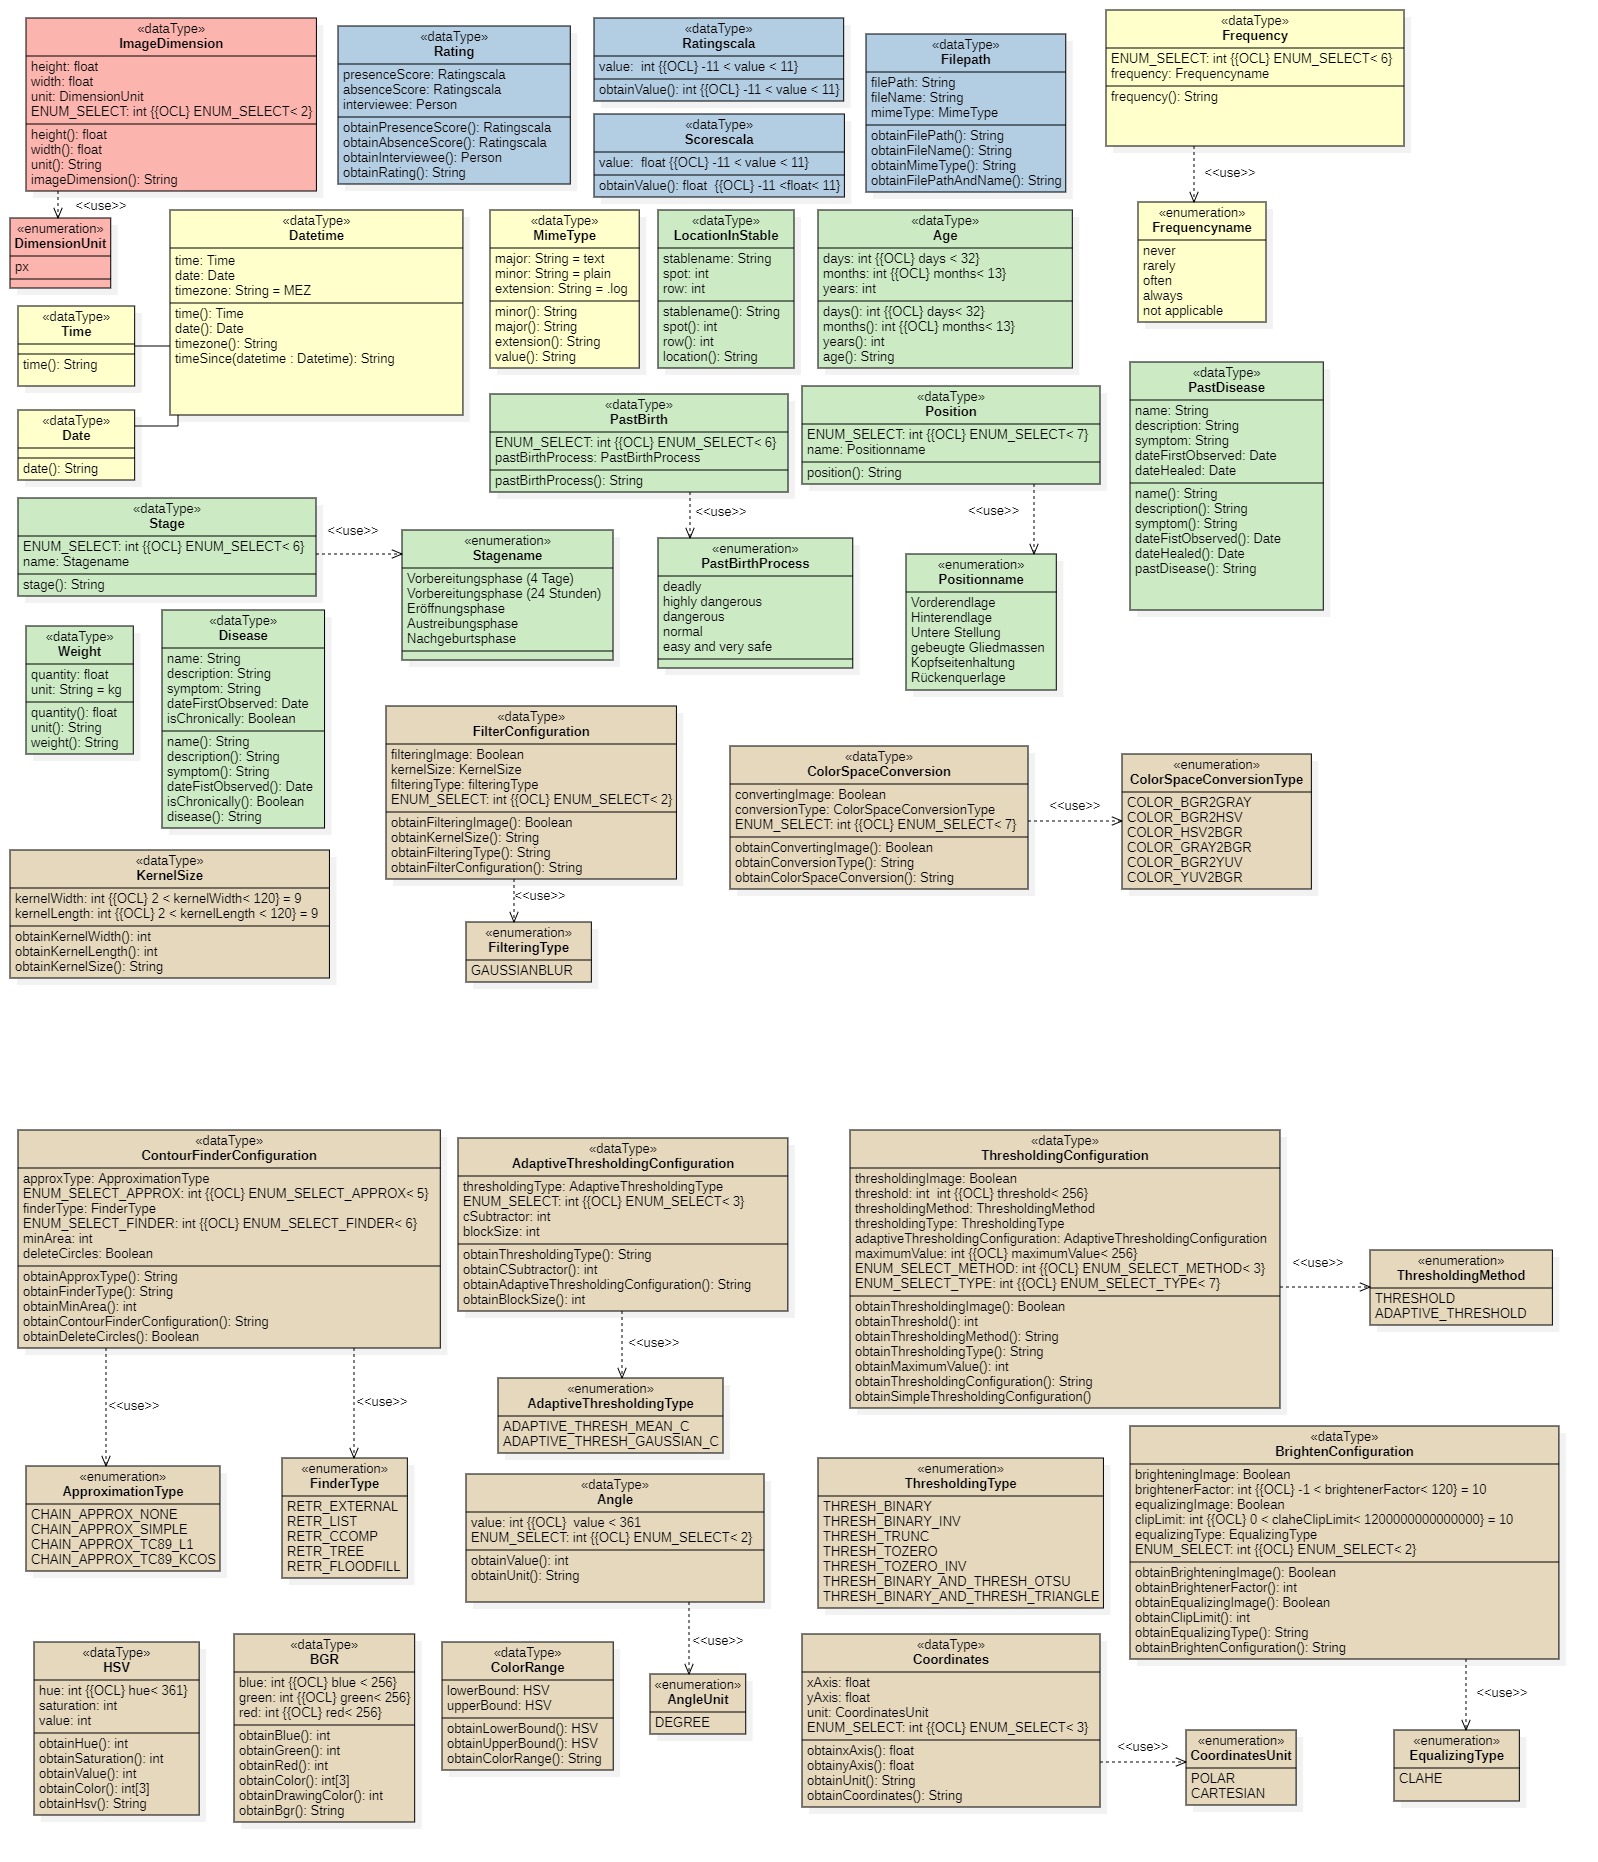 «dataType»
ImageDimension
height: float
width: float
unit: DimensionUnit
ENUM_SELECT: int {{OCL} ENUM_SELECT< 2}
height(): float
width(): float
unit(): String
imageDimension(): String
<<use>>
«enumeration»
DimensionUnit
px
«dataType»
Rating
presenceScore: Ratingscala
absenceScore: Ratingscala
interviewee: Person
obtainPresenceScore(): Ratingscala
obtainAbsenceScore(): Ratingscala
obtainInterviewee(): Person
obtainRating(): String
«dataType»
Ratingscala
value:  int {{OCL} -11 < value < 11}
obtainValue(): int {{OCL} -11 < value < 11}
«dataType»
Scorescala
value:  float {{OCL} -11 < value < 11}
obtainValue(): float  {{OCL} -11 <float< 11}
«dataType»
Filepath
filePath: String
fileName: String
mimeType: MimeType
obtainFilePath(): String
obtainFileName(): String
obtainMimeType(): String
obtainFilePathAndName(): String
«dataType»
Frequency
ENUM_SELECT: int {{OCL} ENUM_SELECT< 6}
frequency: Frequencyname
frequency(): String
<<use>>
«enumeration»
Frequencyname
never
rarely
often
always
not applicable
«dataType»
Datetime
time: Time
date: Date
timezone: String = MEZ
time(): Time
date(): Date
timezone(): String
timeSince(datetime : Datetime): String
«dataType»
Time
time(): String
«dataType»
Date
date(): String
«dataType»
MimeType
major: String = text
minor: String = plain
extension: String = .log
minor(): String
major(): String
extension(): String
value(): String
«dataType»
LocationInStable
stablename: String
spot: int
row: int
stablename(): String
spot(): int
row(): int
location(): String
«dataType»
Age
days: int {{OCL} days < 32}
months: int {{OCL} months< 13}
years: int
days(): int {{OCL} days< 32}
months(): int {{OCL} months< 13}
years(): int
age(): String
«dataType»
PastBirth
ENUM_SELECT: int {{OCL} ENUM_SELECT< 6}
pastBirthProcess: PastBirthProcess
pastBirthProcess(): String
<<use>>
«enumeration»
PastBirthProcess
deadly
highly dangerous
dangerous
normal
easy and very safe
«dataType»
Position
ENUM_SELECT: int {{OCL} ENUM_SELECT< 7}
name: Positionname
position(): String
<<use>>
«enumeration»
Positionname
Vorderendlage
Hinterendlage
Untere Stellung
gebeugte Gliedmassen
Kopfseitenhaltung
Rückenquerlage
«dataType»
PastDisease
name: String
description: String
symptom: String
dateFirstObserved: Date
dateHealed: Date
name(): String
description(): String
symptom(): String
dateFistObserved(): Date
dateHealed(): Date
pastDisease(): String
«dataType»
Stage
ENUM_SELECT: int {{OCL} ENUM_SELECT< 6}
name: Stagename
stage(): String
<<use>>
«enumeration»
Stagename
Vorbereitungsphase (4 Tage)
Vorbereitungsphase (24 Stunden)
Eröffnungsphase
Austreibungsphase
Nachgeburtsphase
«dataType»
Weight
quantity: float
unit: String = kg
quantity(): float
unit(): String
weight(): String
«dataType»
Disease
name: String
description: String
symptom: String
dateFirstObserved: Date
isChronically: Boolean
name(): String
description(): String
symptom(): String
dateFistObserved(): Date
isChronically(): Boolean
disease(): String
«dataType»
FilterConfiguration
filteringImage: Boolean
kernelSize: KernelSize
filteringType: filteringType
ENUM_SELECT: int {{OCL} ENUM_SELECT< 2}
obtainFilteringImage(): Boolean
obtainKernelSize(): String
obtainFilteringType(): String
obtainFilterConfiguration(): String
<<use>>
«enumeration»
FilteringType
GAUSSIANBLUR
«dataType»
ColorSpaceConversion
convertingImage: Boolean
conversionType: ColorSpaceConversionType
ENUM_SELECT: int {{OCL} ENUM_SELECT< 7}
obtainConvertingImage(): Boolean
obtainConversionType(): String
obtainColorSpaceConversion(): String
<<use>>
«enumeration»
ColorSpaceConversionType
COLOR_BGR2GRAY
COLOR_BGR2HSV
COLOR_HSV2BGR
COLOR_GRAY2BGR
COLOR_BGR2YUV
COLOR_YUV2BGR
«dataType»
KernelSize
kernelWidth: int {{OCL} 2 < kernelWidth< 120} = 9
kernelLength: int {{OCL} 2 < kernelLength < 120} = 9
obtainKernelWidth(): int
obtainKernelLength(): int
obtainKernelSize(): String
«dataType»
ContourFinderConfiguration
approxType: ApproximationType
ENUM_SELECT_APPROX: int {{OCL} ENUM_SELECT_APPROX< 5}
finderType: FinderType
ENUM_SELECT_FINDER: int {{OCL} ENUM_SELECT_FINDER< 6}
minArea: int
deleteCircles: Boolean
obtainApproxType(): String
obtainFinderType(): String
obtainMinArea(): int
obtainContourFinderConfiguration(): String
obtainDeleteCircles(): Boolean
<<use>>
<<use>>
«enumeration»
ApproximationType
CHAIN_APPROX_NONE
CHAIN_APPROX_SIMPLE
CHAIN_APPROX_TC89_L1
CHAIN_APPROX_TC89_KCOS
«enumeration»
FinderType
RETR_EXTERNAL
RETR_LIST
RETR_CCOMP
RETR_TREE
RETR_FLOODFILL
«dataType»
AdaptiveThresholdingConfiguration
thresholdingType: AdaptiveThresholdingType
ENUM_SELECT: int {{OCL} ENUM_SELECT< 3}
cSubtractor: int
blockSize: int
obtainThresholdingType(): String
obtainCSubtractor(): int
obtainAdaptiveThresholdingConfiguration(): String
obtainBlockSize(): int
<<use>>
«enumeration»
AdaptiveThresholdingType
ADAPTIVE_THRESH_MEAN_C
ADAPTIVE_THRESH_GAUSSIAN_C
«dataType»
ThresholdingConfiguration
thresholdingImage: Boolean
threshold: int  int {{OCL} threshold< 256}
thresholdingMethod: ThresholdingMethod
thresholdingType: ThresholdingType
adaptiveThresholdingConfiguration: AdaptiveThresholdingConfiguration
maximumValue: int {{OCL} maximumValue< 256}
ENUM_SELECT_METHOD: int {{OCL} ENUM_SELECT_METHOD< 3}
ENUM_SELECT_TYPE: int {{OCL} ENUM_SELECT_TYPE< 7}
obtainThresholdingImage(): Boolean
obtainThreshold(): int
obtainThresholdingMethod(): String
obtainThresholdingType(): String
obtainMaximumValue(): int
obtainThresholdingConfiguration(): String
obtainSimpleThresholdingConfiguration()
<<use>>
«enumeration»
ThresholdingMethod
THRESHOLD
ADAPTIVE_THRESHOLD
«dataType»
Angle
value: int {{OCL}  value < 361
ENUM_SELECT: int {{OCL} ENUM_SELECT< 2}
obtainValue(): int
obtainUnit(): String
<<use>>
«enumeration»
AngleUnit
DEGREE
«enumeration»
ThresholdingType
THRESH_BINARY
THRESH_BINARY_INV
THRESH_TRUNC
THRESH_TOZERO
THRESH_TOZERO_INV
THRESH_BINARY_AND_THRESH_OTSU
THRESH_BINARY_AND_THRESH_TRIANGLE
«dataType»
BrightenConfiguration
brighteningImage: Boolean
brightenerFactor: int {{OCL} -1 < brightenerFactor< 120} = 10
equalizingImage: Boolean
clipLimit: int {{OCL} 0 < claheClipLimit< 1200000000000000} = 10
equalizingType: EqualizingType
ENUM_SELECT: int {{OCL} ENUM_SELECT< 2}
obtainBrighteningImage(): Boolean
obtainBrightenerFactor(): int
obtainEqualizingImage(): Boolean
obtainClipLimit(): int
obtainEqualizingType(): String
obtainBrightenConfiguration(): String
<<use>>
«enumeration»
EqualizingType
CLAHE
«dataType»
HSV
hue: int {{OCL} hue< 361}
saturation: int
value: int
obtainHue(): int
obtainSaturation(): int
obtainValue(): int
obtainColor(): int[3]
obtainHsv(): String
«dataType»
BGR
blue: int {{OCL} blue < 256}
green: int {{OCL} green< 256}
red: int {{OCL} red< 256}
obtainBlue(): int
obtainGreen(): int
obtainRed(): int
obtainColor(): int[3]
obtainDrawingColor(): int
obtainBgr(): String
«dataType»
ColorRange
lowerBound: HSV
upperBound: HSV
obtainLowerBound(): HSV
obtainUpperBound(): HSV
obtainColorRange(): String
«dataType»
Coordinates
xAxis: float
yAxis: float
unit: CoordinatesUnit
ENUM_SELECT: int {{OCL} ENUM_SELECT< 3}
obtainxAxis(): float
obtainyAxis(): float
obtainUnit(): String
obtainCoordinates(): String
<<use>>
«enumeration»
CoordinatesUnit
POLAR
CARTESIAN